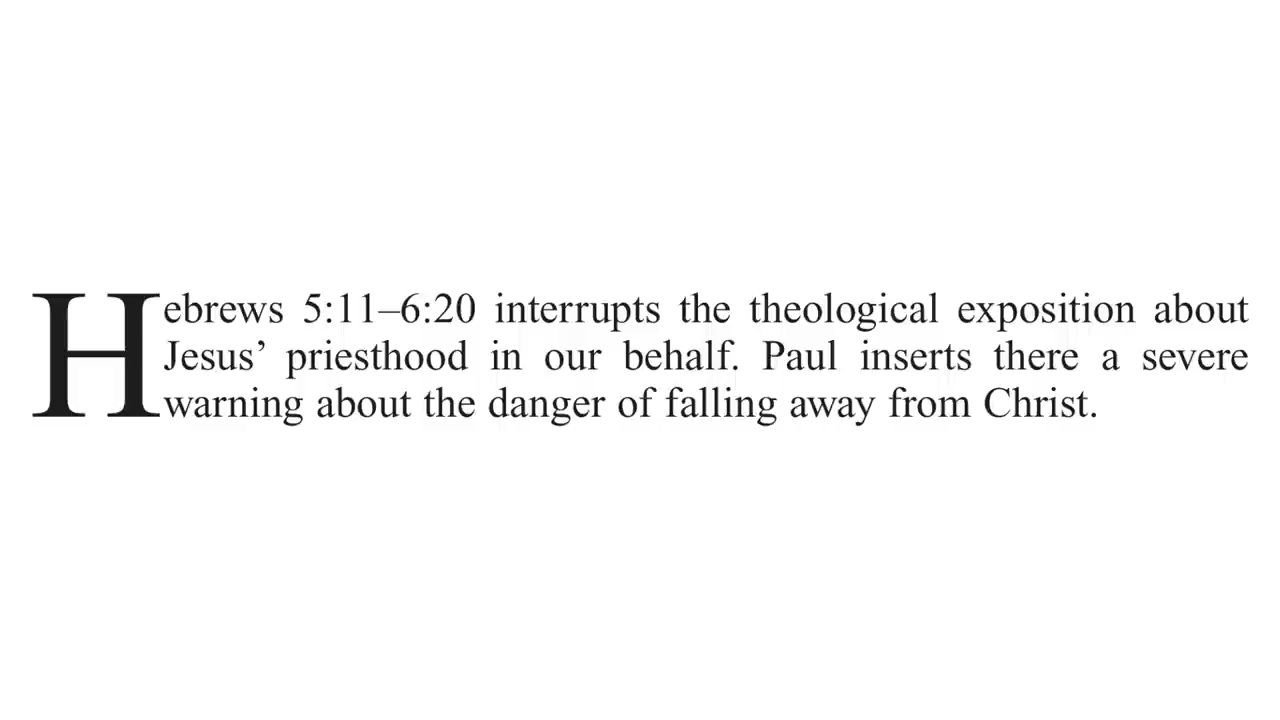 Hebrews 5:11–6:20 interrupts the theological exposition about
Jesus’ priesthood in our behalf. Paul inserts there a severe
warning about the danger of falling away from Christ.